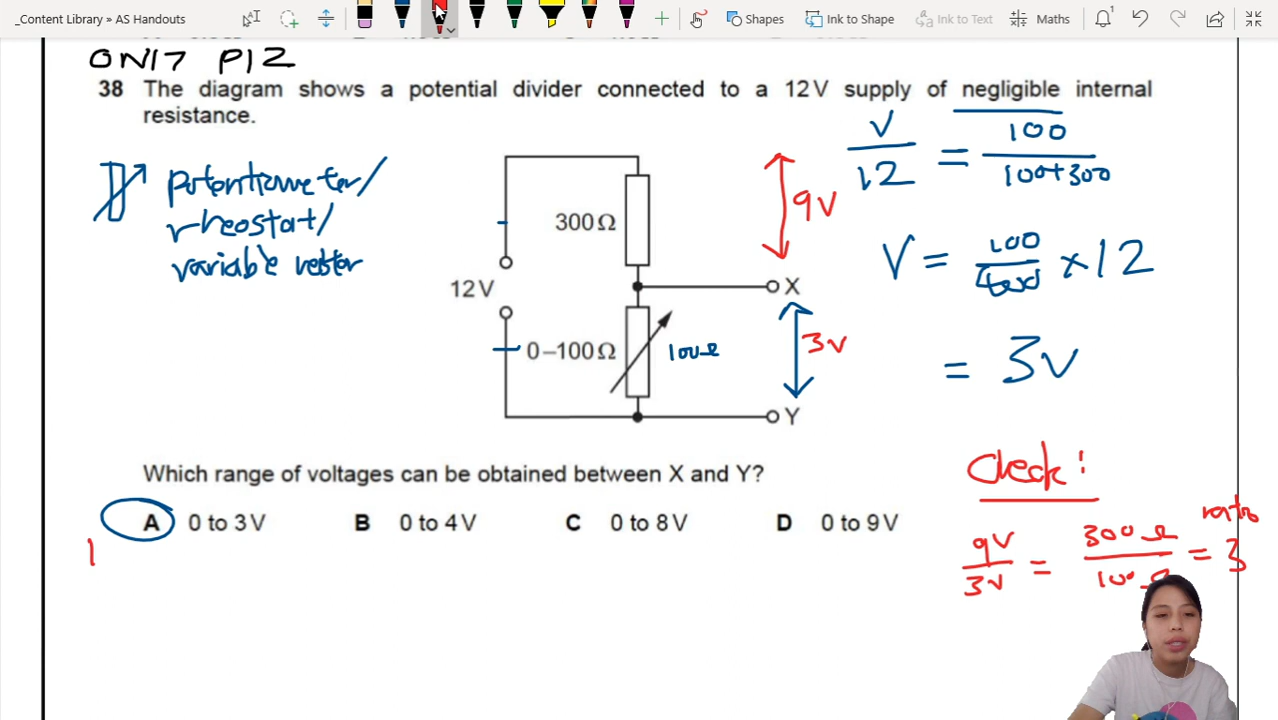 _Content Library » AS Handouts
Shapes
Ink to Shape
Ink to Text
Maths
ON17 P12
38 The diagram shows a potential divider connected to a 12 V supply of negligible internal
resistance.
potentiometer/
rheostat/
variable resistor
300 Ω
12 V
0–100 Ω
100Ω
X
Y
9V
3V
V/12 = 100/(100+300)
V = 100/400 × 12
= 3V
Which range of voltages can be obtained between X and Y?
A 0 to 3 V B 0 to 4 V C 0 to 8 V D 0 to 9 V
Check!
9V/3V = 300Ω/100Ω = 3
ratio